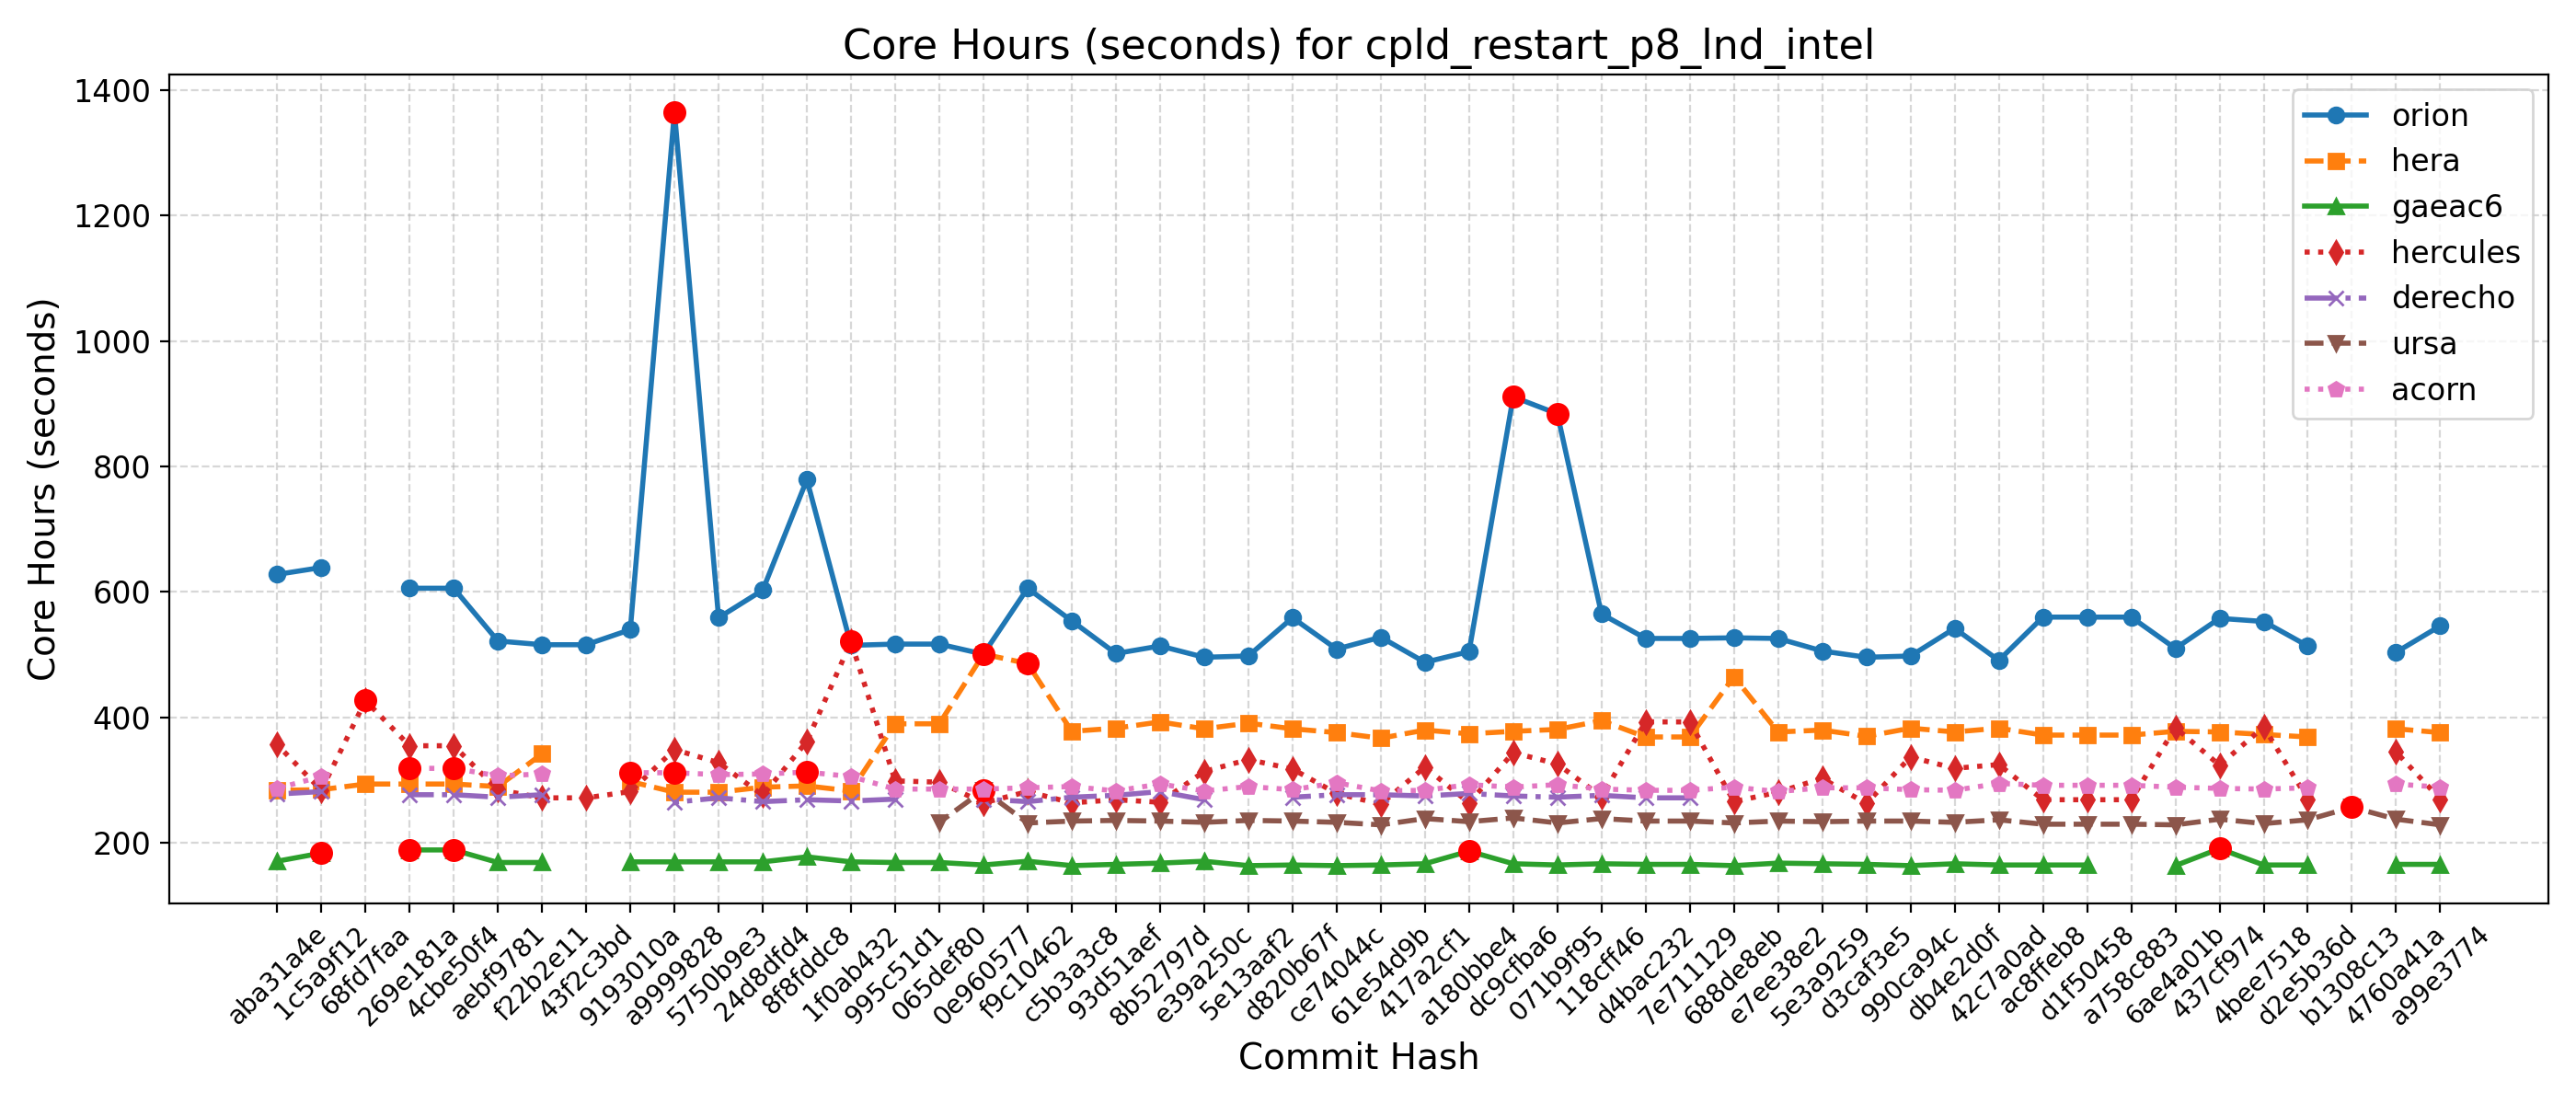 Core Hours (seconds) for cpld_restart_p8_lnd_intel
Core Hours (seconds)
1400
1200
1000
800
600
400
200
orion
hera
gaeac6
hercules
derecho
ursa
acorn
aba31a4e
1c5a9f12
68fd7faa
269e181a
4cbe50f4
aebf9781
f22b2e11
43f2c3bd
9193010a
a9999828
5750b9e3
24d8dfd4
8f8fddc8
1f0ab432
995c51d1
065def80
0e960577
f9c10462
c5b3a3c8
93d51aef
8b52797d
e39a250c
5e13aaf2
d820b67f
ce74044c
61e54d9b
417a2cf1
a180bbe4
dc9cfba6
071b9f95
118cff46
d4bac232
7e711129
688de8eb
e7ee38e2
5e3a9259
d3caf3e5
990ca94c
db4e2d0f
42c7a0ad
ac8ffeb8
d1f50458
a758c883
6ae4a01b
437cf974
4bee7518
d2e5b36d
b1308c13
4760a41a
a99e3774
Commit Hash